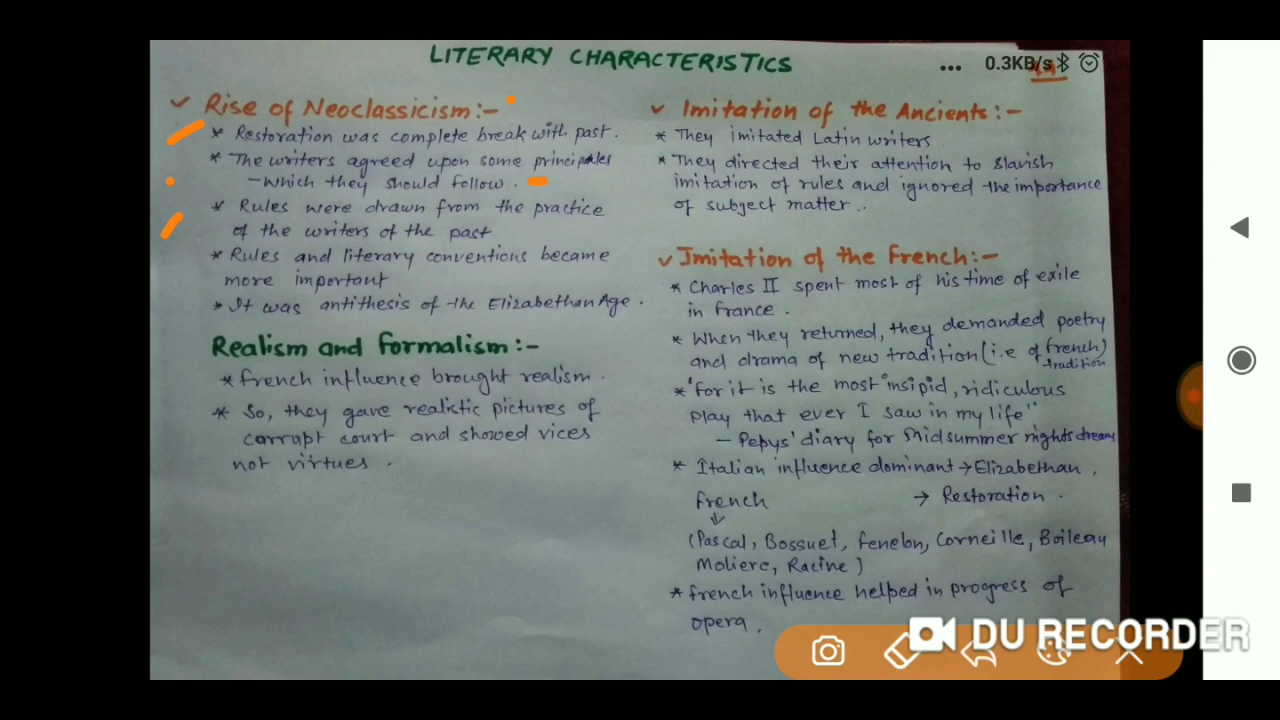 LITERARY CHARACTERISTICS
... 0.3KB/s
✓ Rise of Neoclassicism:-
* Restoration was complete break with past.
* The writers agreed upon some principales
- Which they should follow.
* Rules were drawn from the practice
of the writers of the past
* Rules and literary conventions became
more important
* It was antithesis of the Elizabethan Age.
Realism and formalism:-
* french influence brought realism.
* So, they gave realistic pictures of
corrupt court and showed vices
not virtues.
✓ Imitation of the Ancients:-
* They imitated Latin writers
* They directed their attention to slavish
imitation of rules and ignored the importance
of subject matter..
✓ Imitation of the French:-
* Charles II spent most of his time of exile
in france.
* When they returned, they demanded poetry
and drama of new tradition (i.e of french)
tradition
* "for it is the most insipid, ridiculous
play that ever I saw in my life"
- Pepys' diary for Midsummer nights dream
* Italian influence dominant → Elizabethan.
french → Restoration.
↓
(Pascal, Bossuet, fenelon, Corneille, Boileau
Moliere, Racine)
* french influence helped in progress of
opera.
DU RECORDER